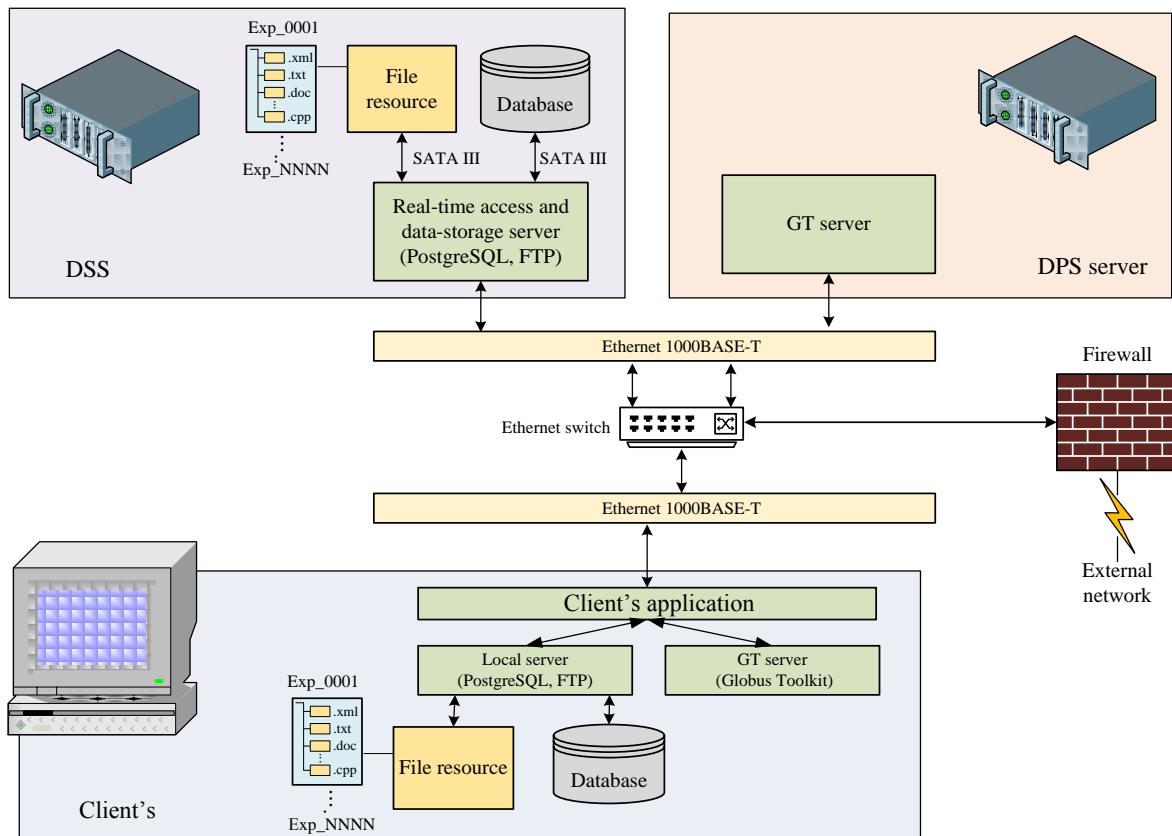 Exp_0001
.xml
.txt
.doc
.cpp
Exp_NNNN
File
resource
Database
SATA III
SATA III
Real-time access and
data-storage server
(PostgreSQL, FTP)
DSS
GT server
DPS server
Ethernet 1000BASE-T
Ethernet switch
Firewall
Ethernet 1000BASE-T
External
network
Client's application
Local server
(PostgreSQL, FTP)
GT server
(Globus Toolkit)
Exp_0001
.xml
.txt
.doc
.cpp
Exp_NNNN
File resource
Database
Client's